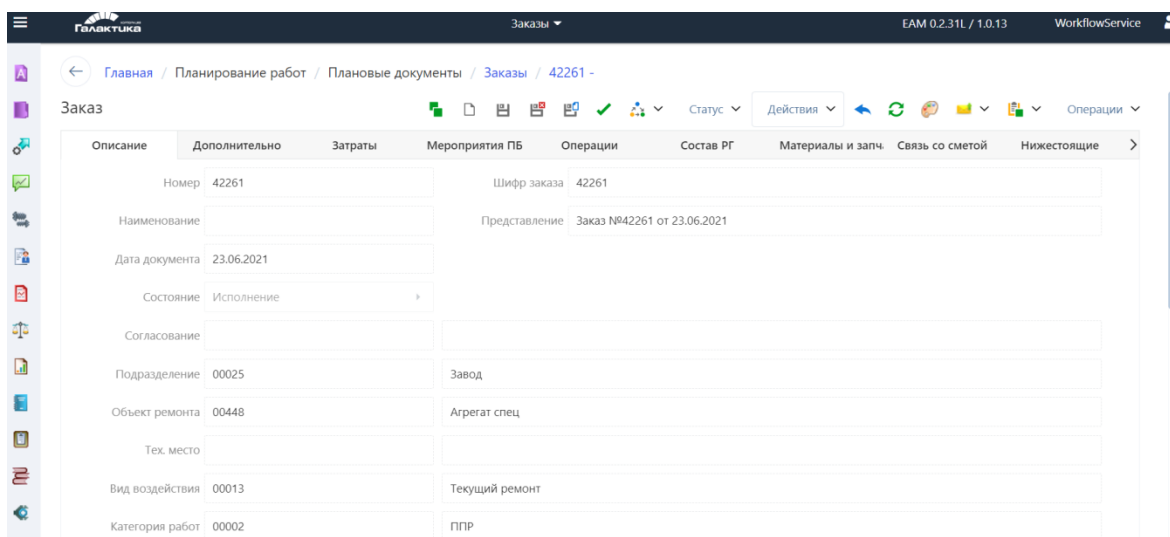 Галактика Заказы EAM 0.2.31L / 1.0.13 WorkflowService
Главная / Планирование работ / Плановые документы / Заказы / 42261 -
Заказ Статус Действия Операции
Описание Дополнительно Затраты Мероприятия ПБ Операции Состав РГ Материалы и запч Связь со сметой Нижестоящие
Номер 42261 Шифр заказа 42261
Наименование Представление Заказ №42261 от 23.06.2021
Дата документа 23.06.2021
Состояние Исполнение
Согласование
Подразделение 00025 Завод
Объект ремонта 00448 Агрегат спец
Тех. место
Вид воздействия 00013 Текущий ремонт
Категория работ 00002 ППР